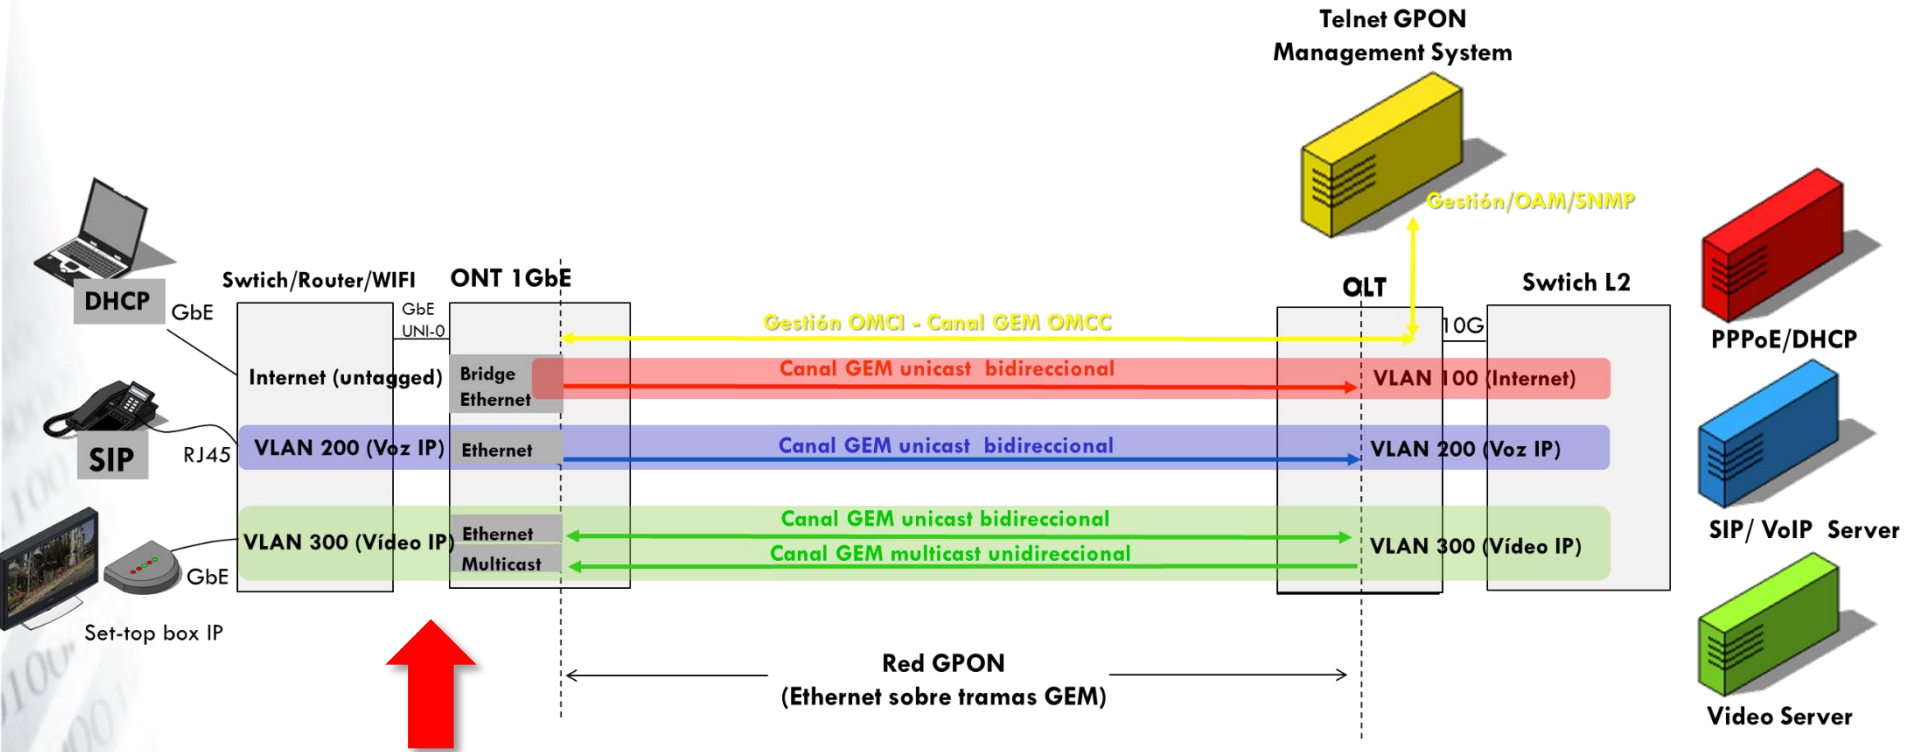 Telnet GPON
Management System
Gestión/OAM/SNMP
Swtich/Router/WIFI
ONT 1GbE
OLT
Swtich L2
DHCP
GbE
GbE
UNI-0
Gestión OMCI - Canal GEM OMCC
10G
PPPoE/DHCP
Internet (untagged)
Bridge
Ethernet
Canal GEM unicast bidireccional
VLAN 100 (Internet)
SIP
RJ45
VLAN 200 (Voz IP)
Ethernet
Canal GEM unicast bidireccional
VLAN 200 (Voz IP)
SIP/ VoIP Server
VLAN 300 (Vídeo IP)
Ethernet
Multicast
Canal GEM unicast bidireccional
Canal GEM multicast unidireccional
VLAN 300 (Vídeo IP)
GbE
Set-top box IP
Red GPON
(Ethernet sobre tramas GEM)
Video Server